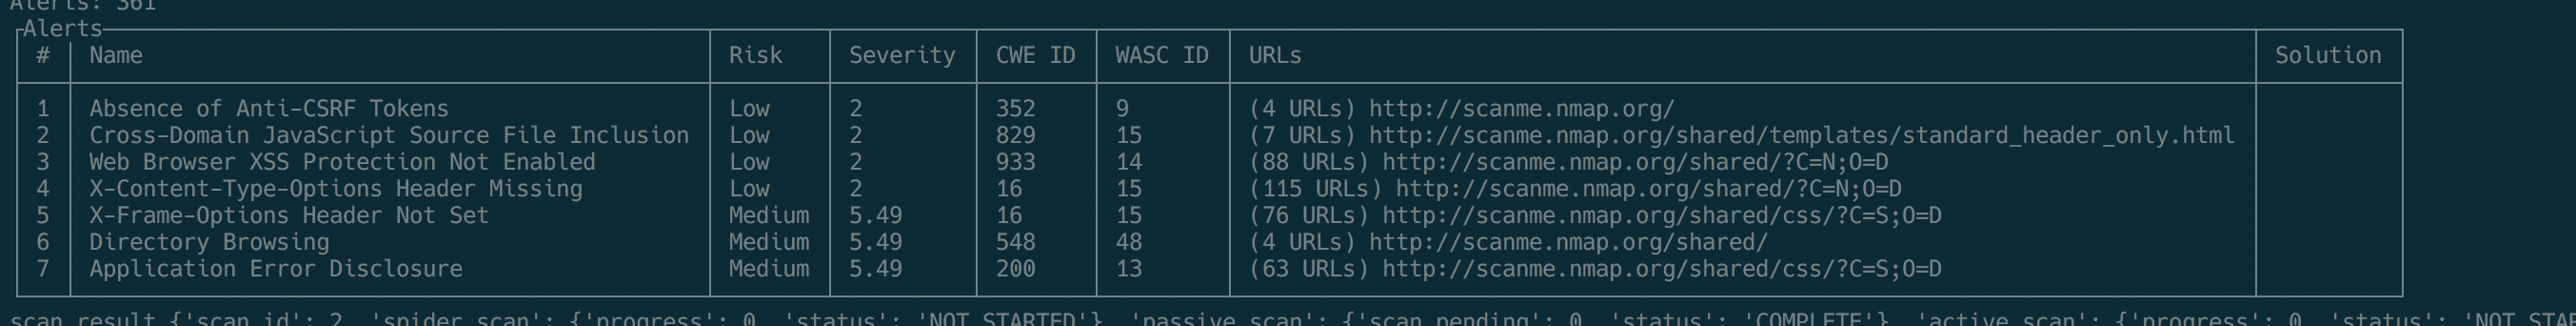 Alerts: 361
Alerts
# Name Risk Severity CWE ID WASC ID URLs Solution
1 Absence of Anti-CSRF Tokens Low 2 352 9 (4 URLs) http://scanme.nmap.org/
2 Cross-Domain JavaScript Source File Inclusion Low 2 829 15 (7 URLs) http://scanme.nmap.org/shared/templates/standard_header_only.html
3 Web Browser XSS Protection Not Enabled Low 2 933 14 (88 URLs) http://scanme.nmap.org/shared/?C=N;O=D
4 X-Content-Type-Options Header Missing Low 2 16 15 (115 URLs) http://scanme.nmap.org/shared/?C=N;O=D
5 X-Frame-Options Header Not Set Medium 5.49 16 15 (76 URLs) http://scanme.nmap.org/shared/css/?C=S;O=D
6 Directory Browsing Medium 5.49 548 48 (4 URLs) http://scanme.nmap.org/shared/
7 Application Error Disclosure Medium 5.49 200 13 (63 URLs) http://scanme.nmap.org/shared/css/?C=S;O=D
scan result {'scan_id': 2, 'spider_scan': {'progress': 0, 'status': 'NOT STARTED'}, 'passive_scan': {'scan_pending': 0, 'status': 'COMPLETE'}, 'active_scan': {'progress': 0, 'status': 'NOT STAR